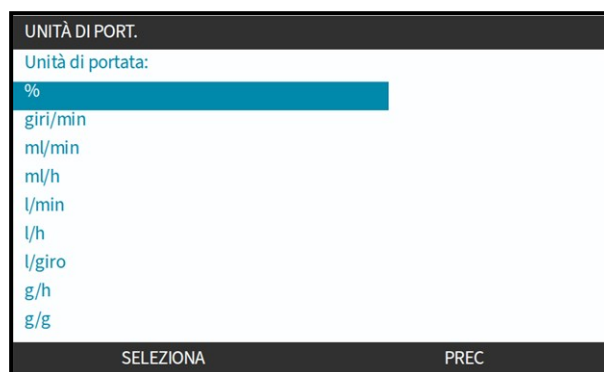 UNITÀ DI PORT.
Unità di portata:
%
giri/min
ml/min
ml/h
l/min
l/h
l/giro
g/h
g/g
SELEZIONA PREC